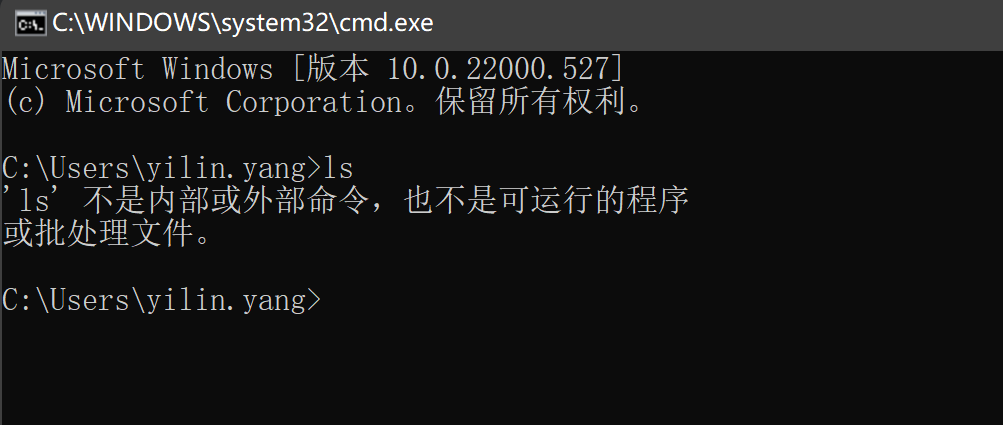 C:\WINDOWS\system32\cmd.exe
Microsoft Windows [版本 10.0.22000.527]
(c) Microsoft Corporation。保留所有权利。
C:\Users\yilin.yang>ls
'ls' 不是内部或外部命令，也不是可运行的程序
或批处理文件。
C:\Users\yilin.yang>